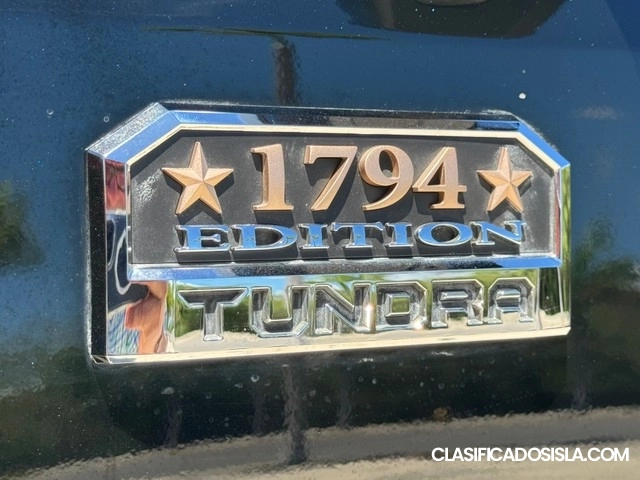 1794
EDITION
TUNDRA
CLASIFICADOSISLA.COM